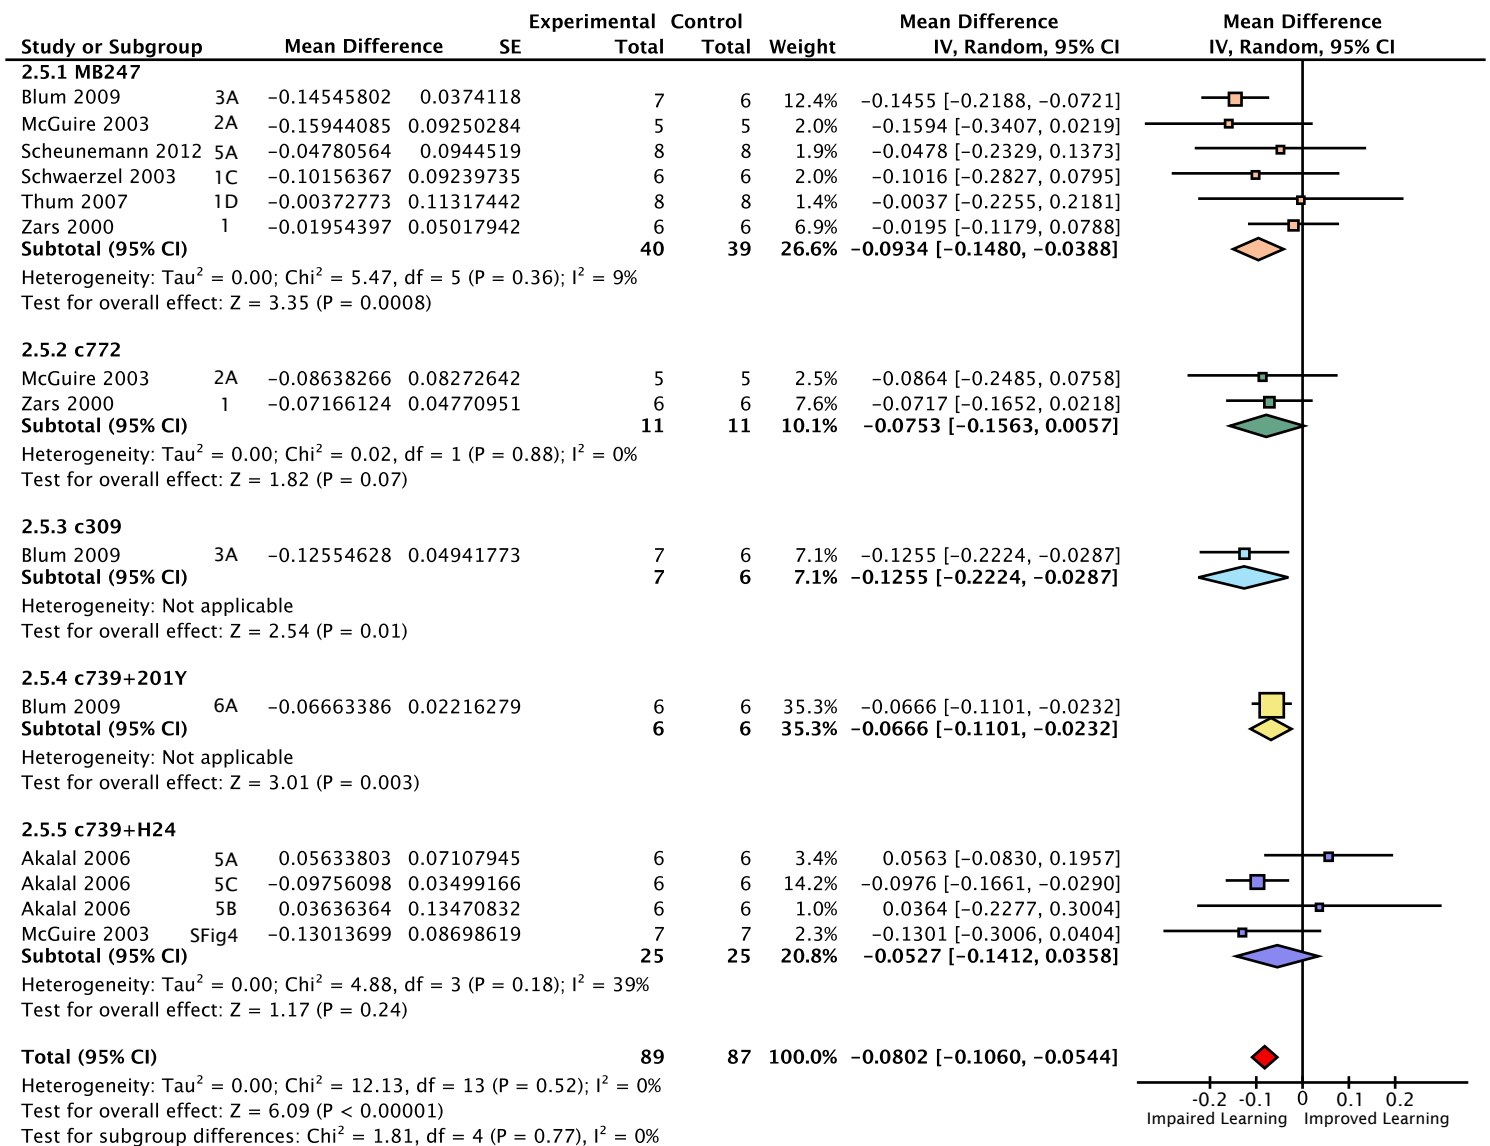 Experimental Control Mean Difference Mean Difference
Study or Subgroup Mean Difference SE Total Total Weight IV, Random, 95% CI IV, Random, 95% CI
2.5.1 MB247
Blum 2009 3A −0.14545802 0.0374118 7 6 12.4% −0.1455 [−0.2188, −0.0721]
McGuire 2003 2A −0.15944085 0.09250284 5 5 2.0% −0.1594 [−0.3407, 0.0219]
Scheunemann 2012 5A −0.04780564 0.0944519 8 8 1.9% −0.0478 [−0.2329, 0.1373]
Schwaerzel 2003 1C −0.10156367 0.09239735 6 6 2.0% −0.1016 [−0.2827, 0.0795]
Thum 2007 1D −0.00372773 0.11317442 8 8 1.4% −0.0037 [−0.2255, 0.2181]
Zars 2000 1 −0.01954397 0.05017942 6 6 6.9% −0.0195 [−0.1179, 0.0788]
Subtotal (95% CI) 40 39 26.6% −0.0934 [−0.1480, −0.0388]
Heterogeneity: Tau² = 0.00; Chi² = 5.47, df = 5 (P = 0.36); I² = 9%
Test for overall effect: Z = 3.35 (P = 0.0008)
2.5.2 c772
McGuire 2003 2A −0.08638266 0.08272642 5 5 2.5% −0.0864 [−0.2485, 0.0758]
Zars 2000 1 −0.07166124 0.04770951 6 6 7.6% −0.0717 [−0.1652, 0.0218]
Subtotal (95% CI) 11 11 10.1% −0.0753 [−0.1563, 0.0057]
Heterogeneity: Tau² = 0.00; Chi² = 0.02, df = 1 (P = 0.88); I² = 0%
Test for overall effect: Z = 1.82 (P = 0.07)
2.5.3 c309
Blum 2009 3A −0.12554628 0.04941773 7 6 7.1% −0.1255 [−0.2224, −0.0287]
Subtotal (95% CI) 7 6 7.1% −0.1255 [−0.2224, −0.0287]
Heterogeneity: Not applicable
Test for overall effect: Z = 2.54 (P = 0.01)
2.5.4 c739+201Y
Blum 2009 6A −0.06663386 0.02216279 6 6 35.3% −0.0666 [−0.1101, −0.0232]
Subtotal (95% CI) 6 6 35.3% −0.0666 [−0.1101, −0.0232]
Heterogeneity: Not applicable
Test for overall effect: Z = 3.01 (P = 0.003)
2.5.5 c739+H24
Akalal 2006 5A 0.05633803 0.07107945 6 6 3.4% 0.0563 [−0.0830, 0.1957]
Akalal 2006 5C −0.09756098 0.03499166 6 6 14.2% −0.0976 [−0.1661, −0.0290]
Akalal 2006 5B 0.03636364 0.13470832 6 6 1.0% 0.0364 [−0.2277, 0.3004]
McGuire 2003 SFig4 −0.13013699 0.08698619 7 7 2.3% −0.1301 [−0.3006, 0.0404]
Subtotal (95% CI) 25 25 20.8% −0.0527 [−0.1412, 0.0358]
Heterogeneity: Tau² = 0.00; Chi² = 4.88, df = 3 (P = 0.18); I² = 39%
Test for overall effect: Z = 1.17 (P = 0.24)
Total (95% CI) 89 87 100.0% −0.0802 [−0.1060, −0.0544]
Heterogeneity: Tau² = 0.00; Chi² = 12.13, df = 13 (P = 0.52); I² = 0%
Test for overall effect: Z = 6.09 (P < 0.00001)
Test for subgroup differences: Chi² = 1.81, df = 4 (P = 0.77), I² = 0%
-0.2 -0.1 0 0.1 0.2
Impaired Learning Improved Learning